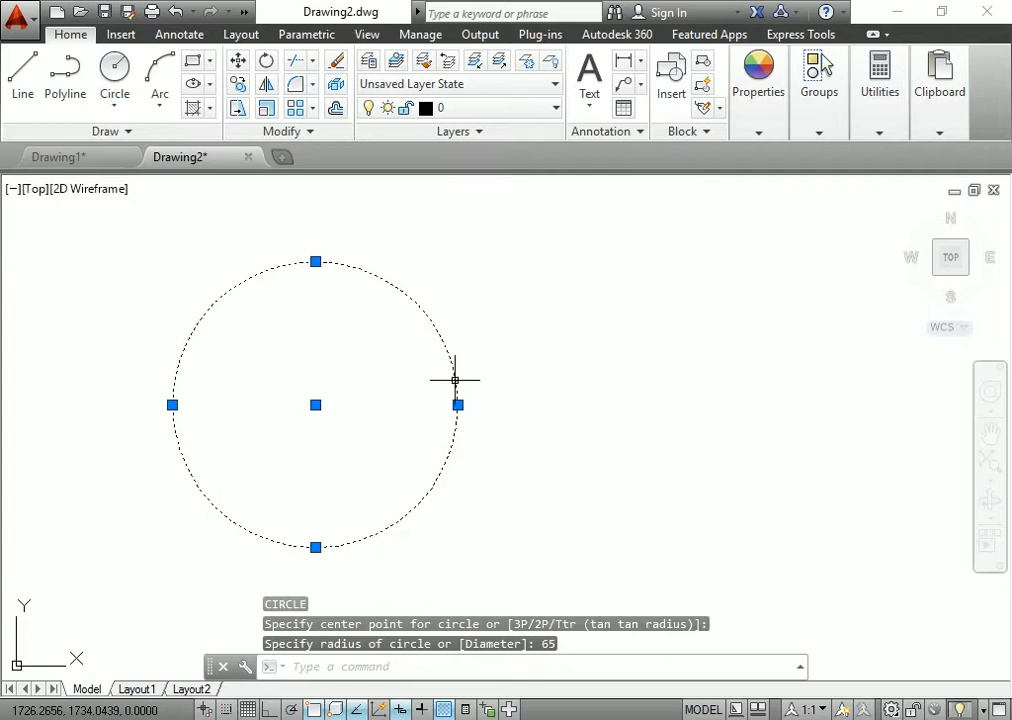 Drawing2.dwg
Type a keyword or phrase
Sign In
Home Insert Annotate Layout Parametric View Manage Output Plug-ins Autodesk 360 Featured Apps Express Tools
Line Polyline Circle Arc
Unsaved Layer State
0
Text
Insert
Properties
Groups
Utilities
Clipboard
Draw Modify Layers Annotation Block
Drawing1* Drawing2*
[−][Top][2D Wireframe]
N
W TOP E
S
WCS
CIRCLE
Specify center point for circle or [3P/2P/Ttr (tan tan radius)]:
Specify radius of circle or [Diameter]: 65
Type a command
Y
X
Model Layout1 Layout2
1726.2656, 1734.0439, 0.0000 MODEL 1:1